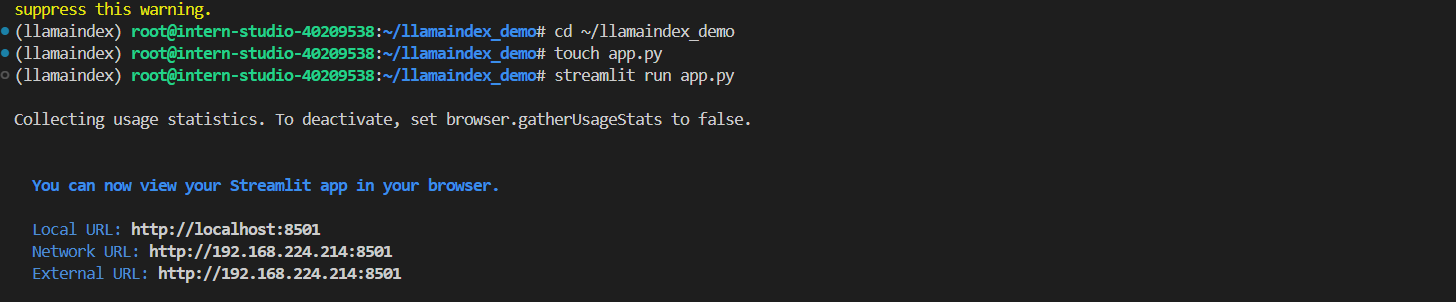 suppress this warning.
(llamaindex) root@intern-studio-40209538:~/llamaindex_demo# cd ~/llamaindex_demo
(llamaindex) root@intern-studio-40209538:~/llamaindex_demo# touch app.py
(llamaindex) root@intern-studio-40209538:~/llamaindex_demo# streamlit run app.py
Collecting usage statistics. To deactivate, set browser.gatherUsageStats to false.
You can now view your Streamlit app in your browser.
Local URL: http://localhost:8501
Network URL: http://192.168.224.214:8501
External URL: http://192.168.224.214:8501